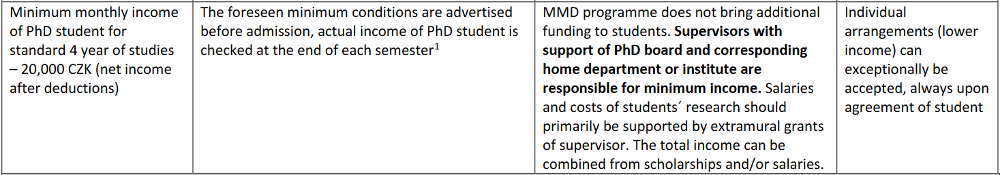 Minimum monthly income
of PhD student for
standard 4 year of studies
– 20,000 CZK (net income
after deductions)
The foreseen minimum conditions are advertised
before admission, actual income of PhD student is
checked at the end of each semester1
MMD programme does not bring additional
funding to students. Supervisors with
support of PhD board and corresponding
home department or institute are
responsible for minimum income. Salaries
and costs of students´ research should
primarily be supported by extramural grants
of supervisor. The total income can be
combined from scholarships and/or salaries.
Individual
arrangements (lower
income) can
exceptionally be
accepted, always upon
agreement of student